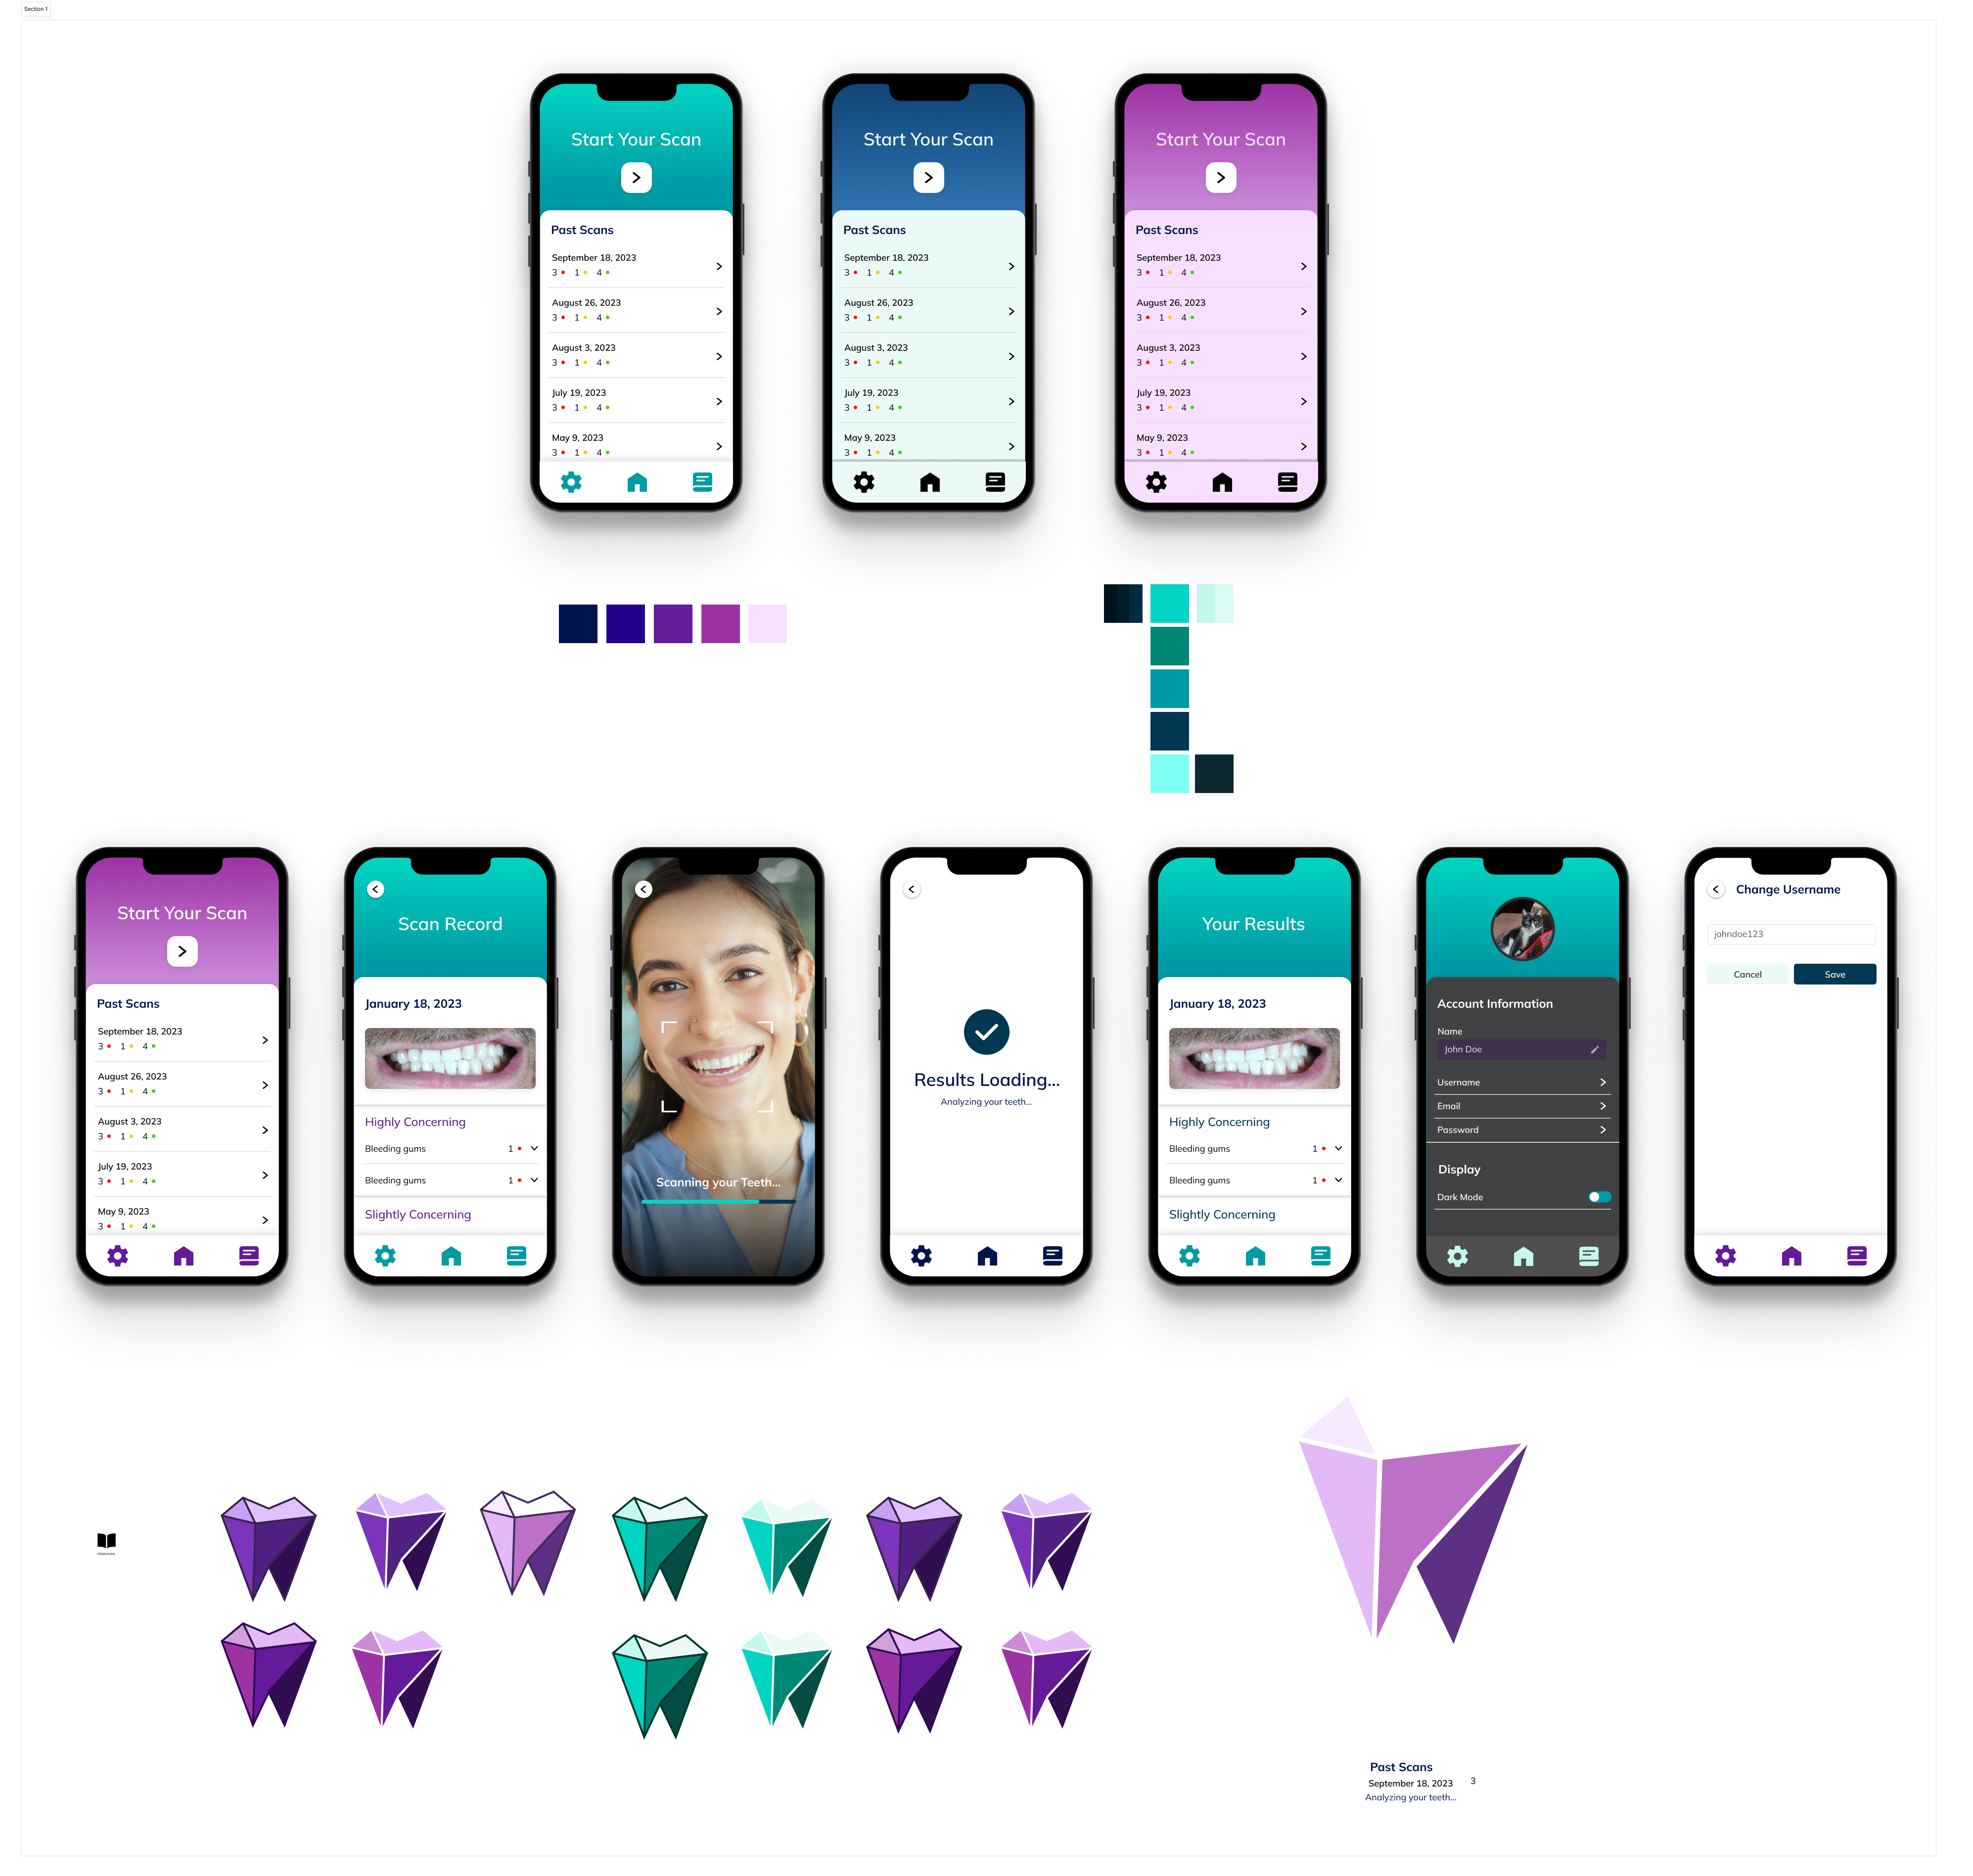 Section 1
Start Your Scan
Past Scans
September 18, 2023
3 1 4
August 26, 2023
3 1 4
August 3, 2023
3 1 4
July 19, 2023
3 1 4
May 9, 2023
3 1 4
Start Your Scan
Past Scans
September 18, 2023
3 1 4
August 26, 2023
3 1 4
August 3, 2023
3 1 4
July 19, 2023
3 1 4
May 9, 2023
3 1 4
Start Your Scan
Past Scans
September 18, 2023
3 1 4
August 26, 2023
3 1 4
August 3, 2023
3 1 4
July 19, 2023
3 1 4
May 9, 2023
3 1 4
Start Your Scan
Past Scans
September 18, 2023
3 1 4
August 26, 2023
3 1 4
August 3, 2023
3 1 4
July 19, 2023
3 1 4
May 9, 2023
3 1 4
Scan Record
January 18, 2023
Highly Concerning
Bleeding gums 1
Bleeding gums 1
Slightly Concerning
Scanning your Teeth...
Results Loading...
Analyzing your teeth...
Your Results
January 18, 2023
Highly Concerning
Bleeding gums 1
Bleeding gums 1
Slightly Concerning
Account Information
Name
John Doe
Username
Email
Password
Display
Dark Mode
Change Username
johndoe123
Cancel Save
Past Scans
September 18, 2023 3
Analyzing your teeth...